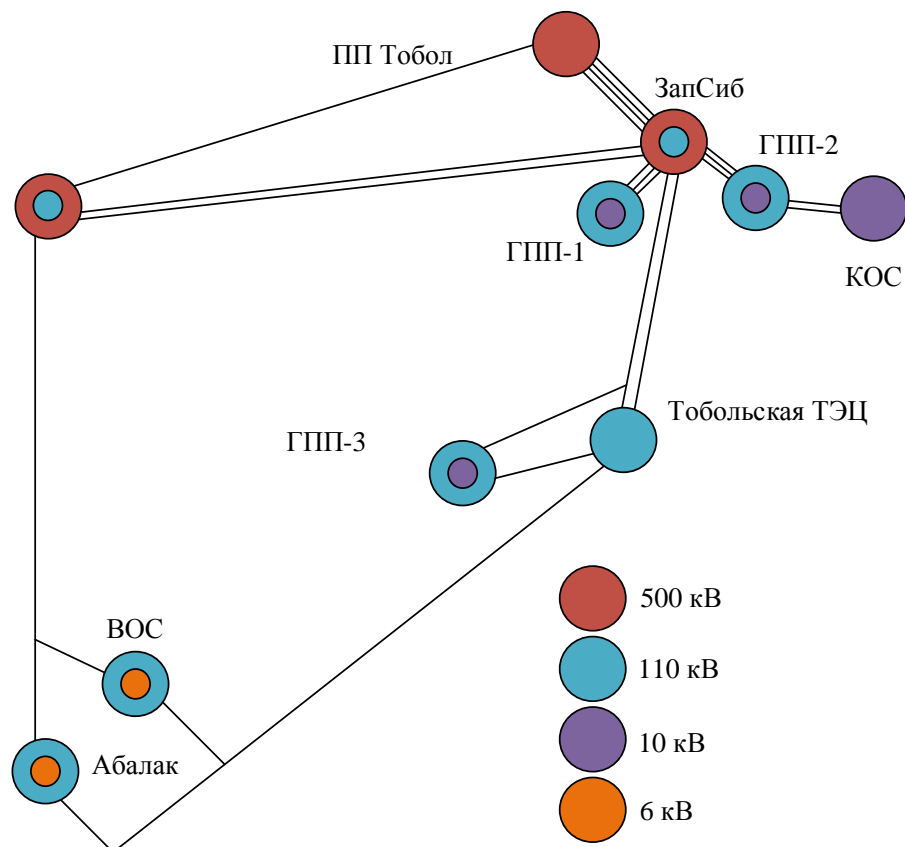 ПП Тобол
ЗапСиб
ГПП-2
ГПП-1
КОС
Тобольская ТЭЦ
ГПП-3
500 кВ
ВОС
110 кВ
10 кВ
Абалак
6 кВ